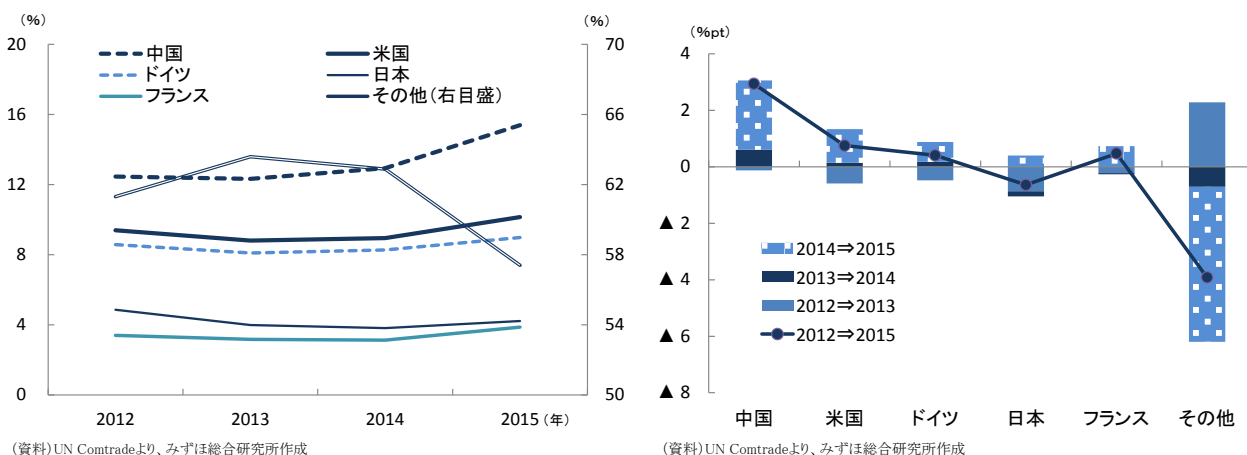 （%）
（%）
20
16
12
8
4
0
70
66
62
58
54
50
中国
米国
ドイツ
日本
フランス
その他（右目盛）
2012
2013
2014
2015（年）
（資料）UN Comtradeより、みずほ総合研究所作成
（%pt）
4
2
0
▲ 2
▲ 4
▲ 6
▲ 8
2014⇒2015
2013⇒2014
2012⇒2013
2012⇒2015
中国
米国
ドイツ
日本
フランス
その他
（資料）UN Comtradeより、みずほ総合研究所作成